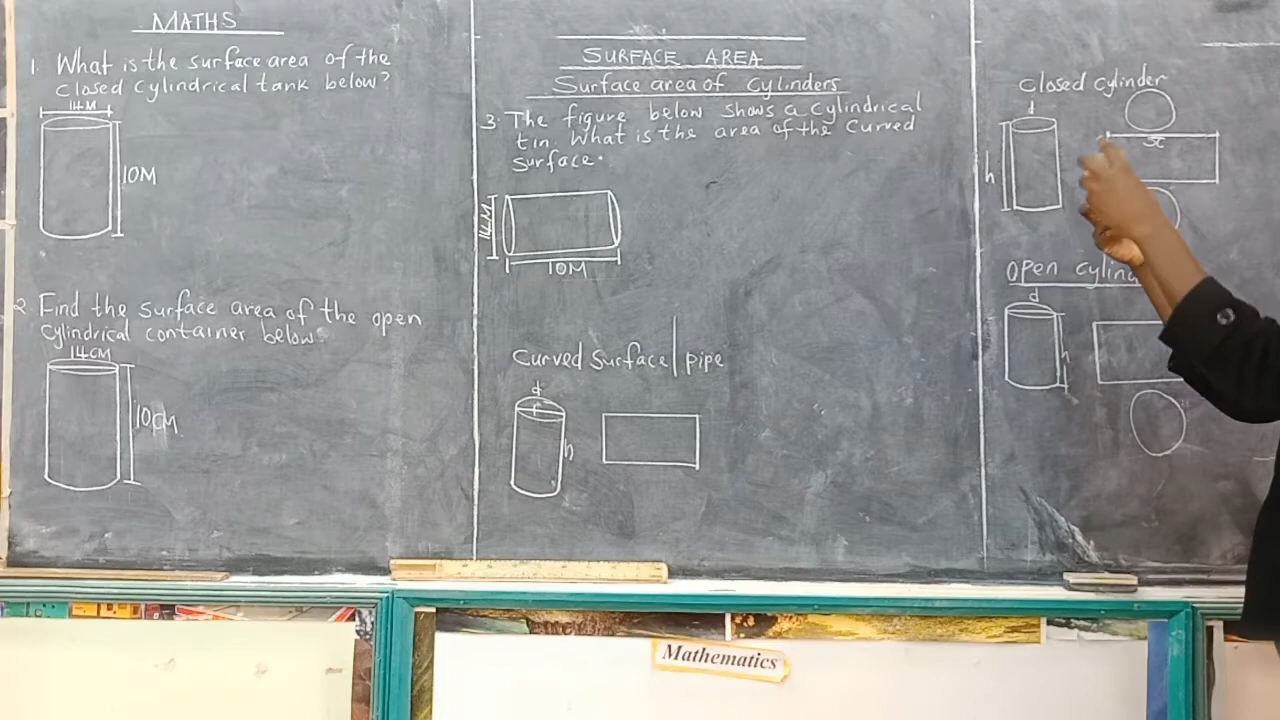 MATHS
1. What is the surface area of the
closed cylindrical tank below?
14M
10M
2. Find the surface area of the open
cylindrical container below.
14CM
10CM
SURFACE AREA
Surface area of Cylinders
3. The figure below shows a cylindrical
tin. What is the area of the curved
surface.
14M
10M
Curved surface | pipe
d
r
h
closed cylinder
d
h
x
open
d
h
Mathematics